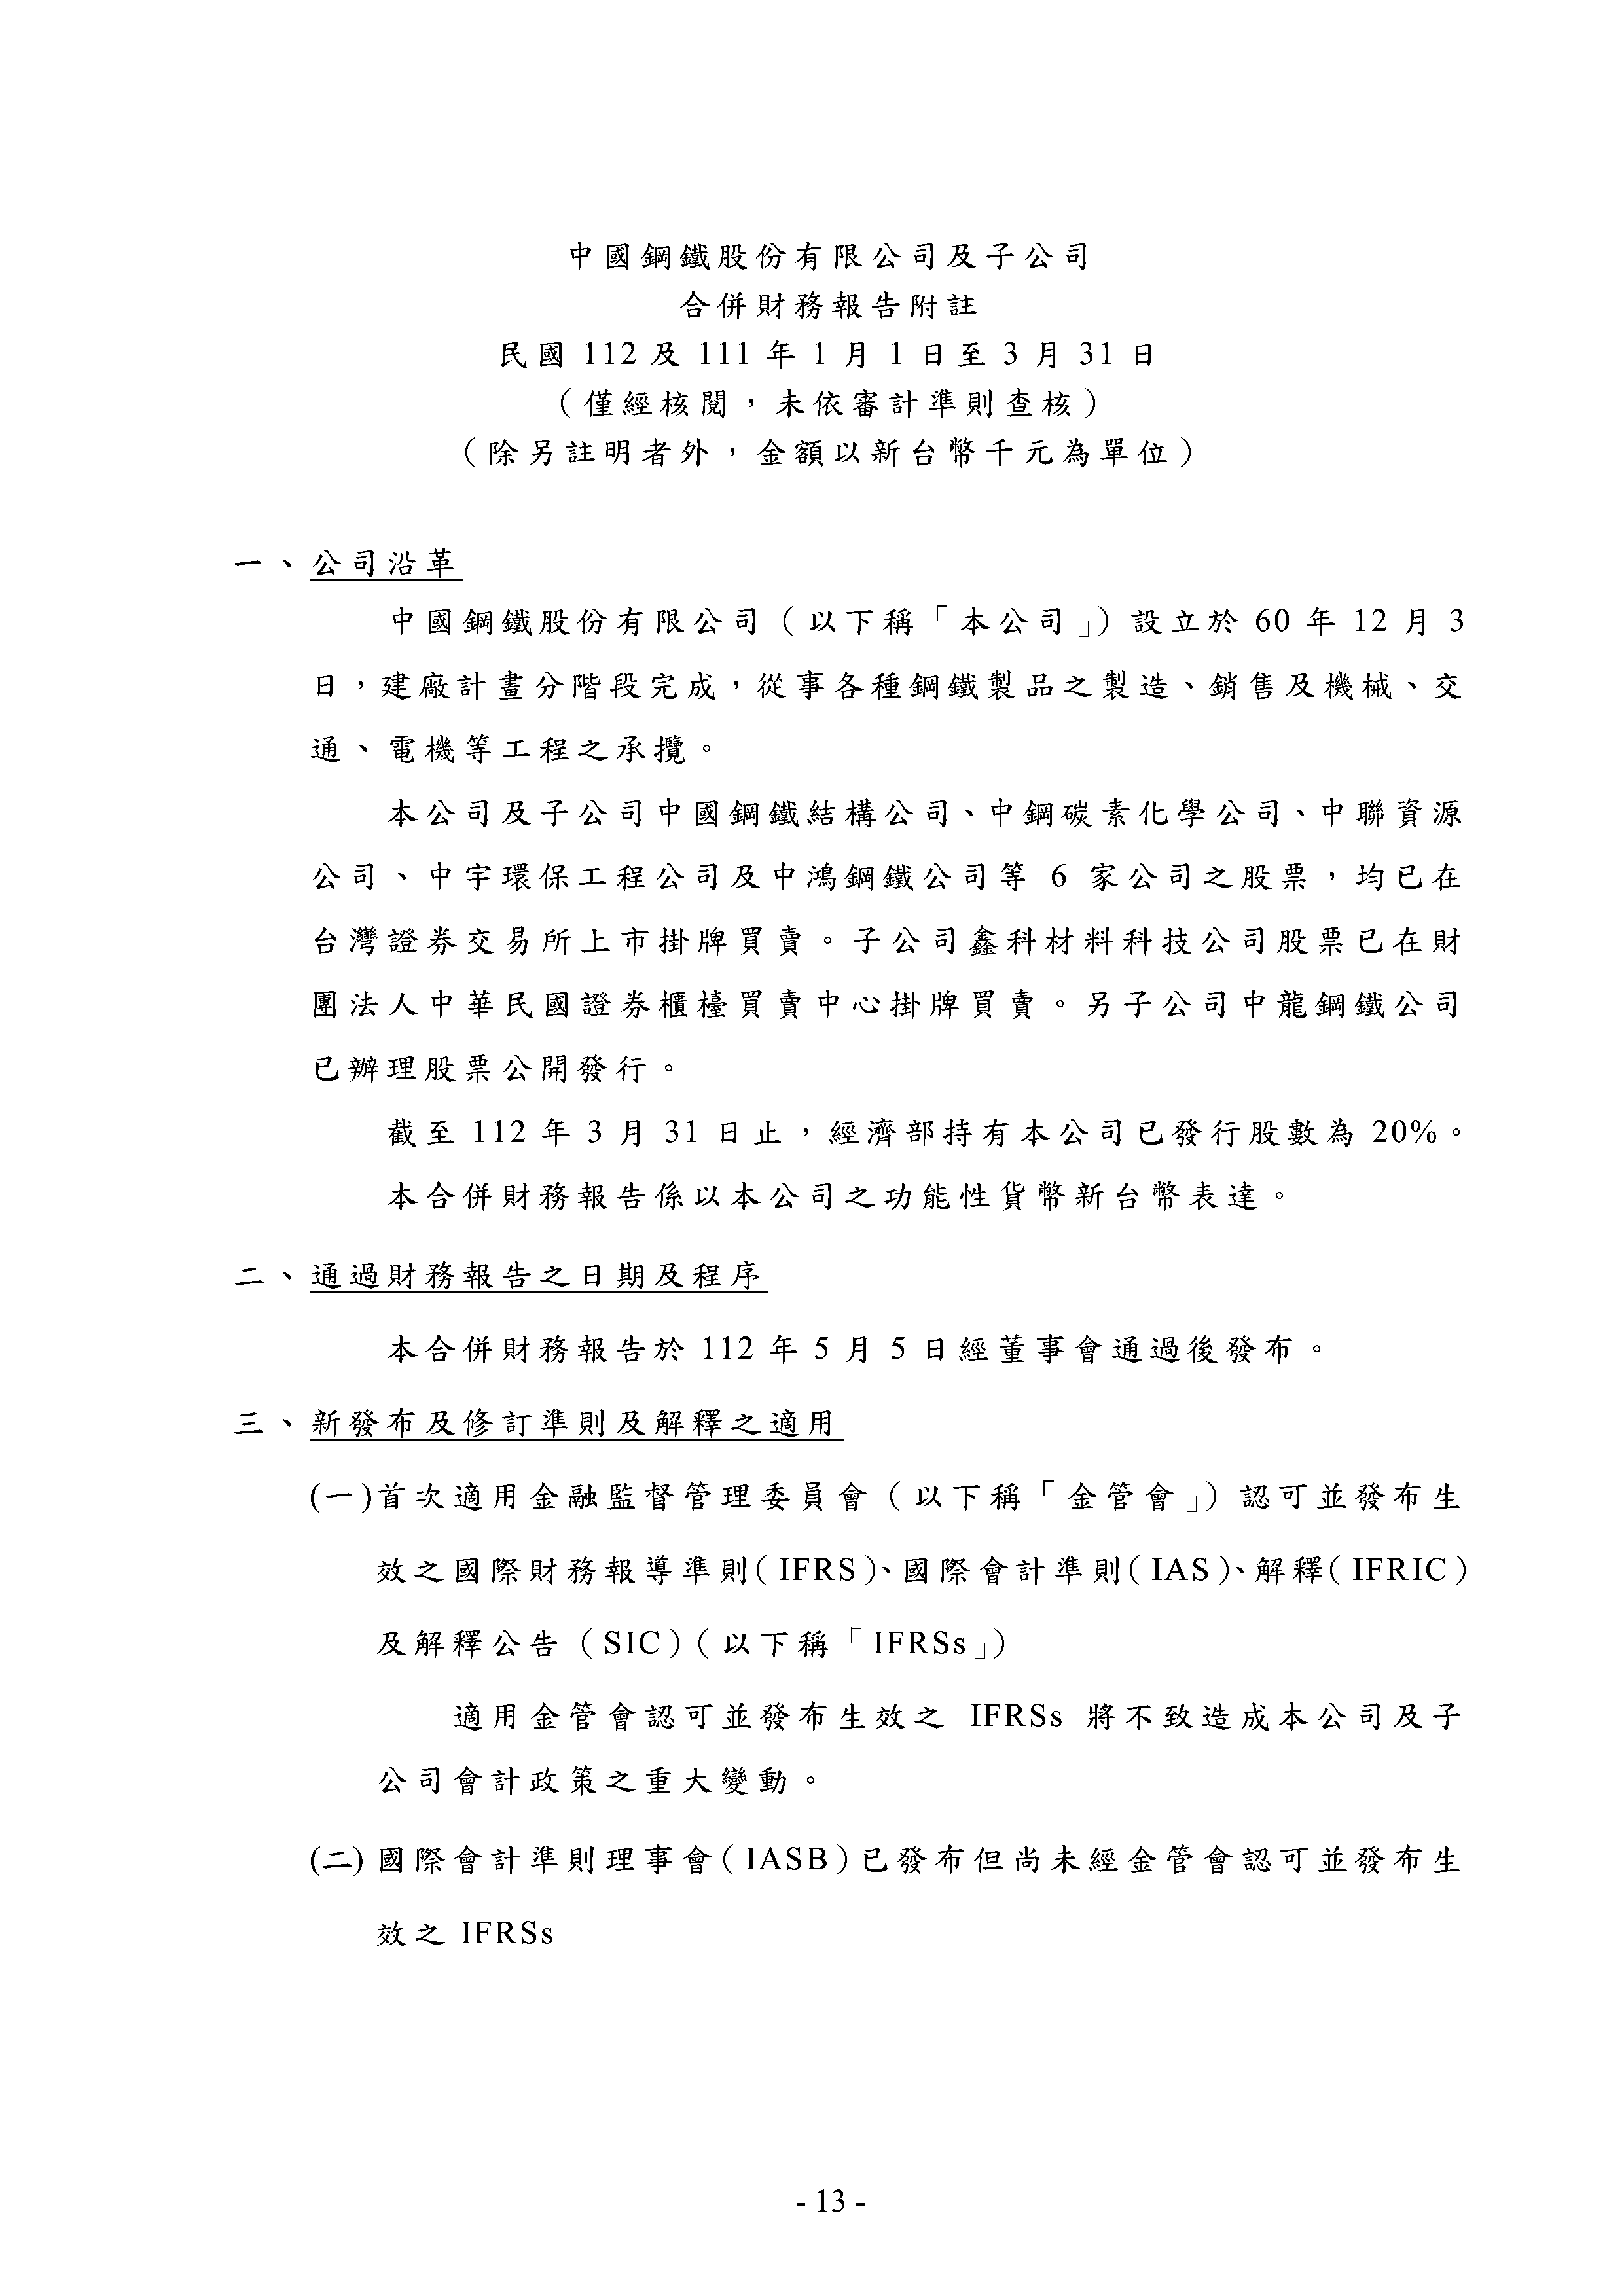 中國鋼鐵股份有限公司及子公司
合併財務報告附註
民國 112 及 111 年 1 月 1 日至 3 月 31 日
（僅經核閱，未依審計準則查核）
（除另註明者外，金額以新台幣千元為單位）
一、公司沿革
中國鋼鐵股份有限公司（以下稱「本公司」）設立於 60 年 12 月 3
日，建廠計畫分階段完成，從事各種鋼鐵製品之製造、銷售及機械、交
通、電機等工程之承攬。
本公司及子公司中國鋼鐵結構公司、中鋼碳素化學公司、中聯資源
公司、中宇環保工程公司及中鴻鋼鐵公司等 6 家公司之股票，均已在
台灣證券交易所上市掛牌買賣。子公司鑫科材料科技公司股票已在財
團法人中華民國證券櫃檯買賣中心掛牌買賣。另子公司中龍鋼鐵公司
已辦理股票公開發行。
截至 112 年 3 月 31 日止，經濟部持有本公司已發行股數為 20%。
本合併財務報告係以本公司之功能性貨幣新台幣表達。
二、通過財務報告之日期及程序
本合併財務報告於 112 年 5 月 5 日經董事會通過後發布。
三、新發布及修訂準則及解釋之適用
(一)首次適用金融監督管理委員會（以下稱「金管會」）認可並發布生
效之國際財務報導準則（IFRS）、國際會計準則（IAS）、解釋（IFRIC）
及解釋公告（SIC）（以下稱「IFRSs」）
適用金管會認可並發布生效之 IFRSs 將不致造成本公司及子
公司會計政策之重大變動。
(二) 國際會計準則理事會（IASB）已發布但尚未經金管會認可並發布生
效之 IFRSs
- 13 -